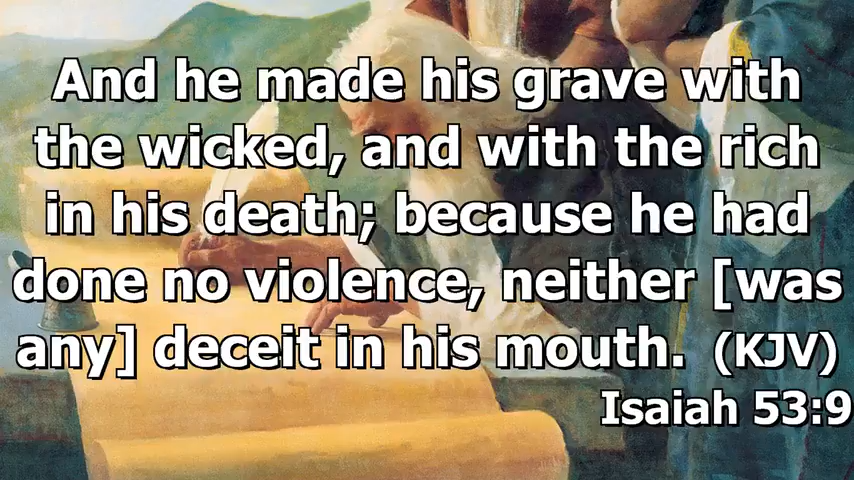 And he made his grave with
the wicked, and with the rich
in his death; because he had
done no violence, neither [was
any] deceit in his mouth. (KJV)
Isaiah 53:9